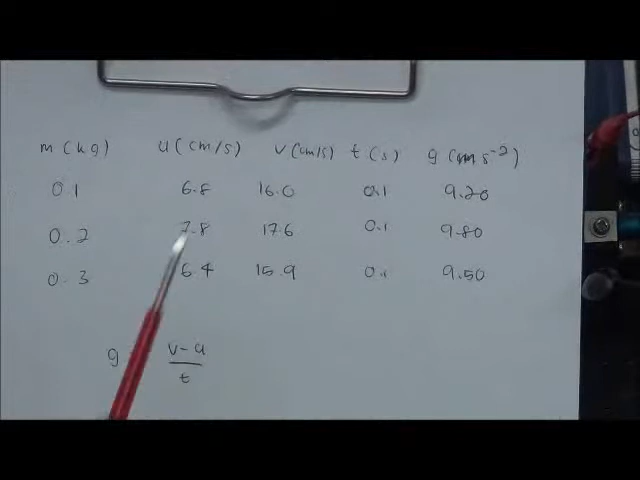 m (kg) u (cm/s) v (cm/s) t (s) g (m s⁻²)
0.1 6.8 16.0 0.1 9.20
0.2 7.8 17.6 0.1 9.80
0.3 6.4 15.9 0.1 9.50
g v-u
t